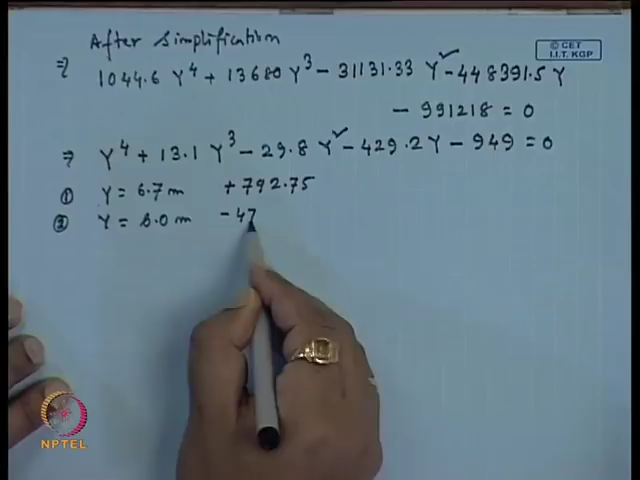 After Simplification
⇒ 1044.6 Y⁴ + 13680 Y³ - 31131.33 Y² - 448391.5 Y
- 991218 = 0
⇒ Y⁴ + 13.1 Y³ - 29.8 Y² - 429.2 Y - 949 = 0
① Y = 6.7 m + 792.75
② Y = 6.0 m - 47
© CET
I.I.T. KGP
NPTEL